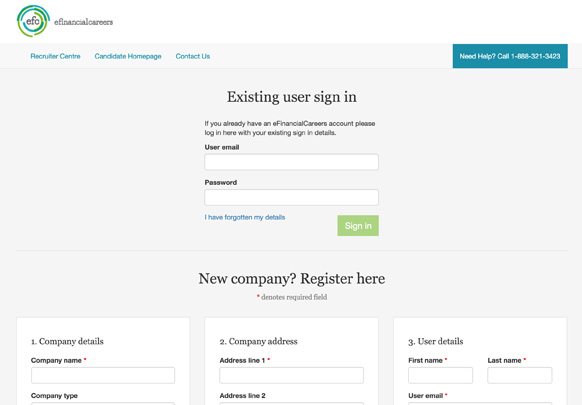 efc efinancialcareers
Recruiter Centre Candidate Homepage Contact Us Need Help? Call 1-888-321-3423
Existing user sign in
If you already have an eFinancialCareers account please
log in here with your existing sign in details.
User email
Password
I have forgotten my details
Sign in
New company? Register here
* denotes required field
1. Company details
Company name *
Company type
2. Company address
Address line 1 *
Address line 2
3. User details
First name * Last name *
User email *